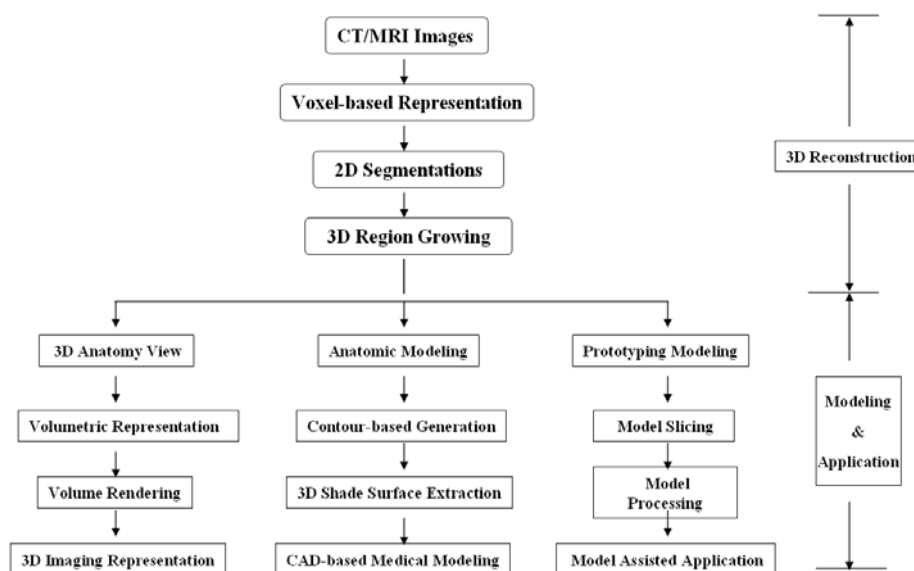 CT/MRI Images
Voxel-based Representation
2D Segmentations
3D Region Growing
3D Reconstruction
3D Anatomy View
Anatomic Modeling
Prototyping Modeling
Volumetric Representation
Contour-based Generation
Model Slicing
Volume Rendering
3D Shade Surface Extraction
Model
Processing
3D Imaging Representation
CAD-based Medical Modeling
Model Assisted Application
Modeling
&
Application